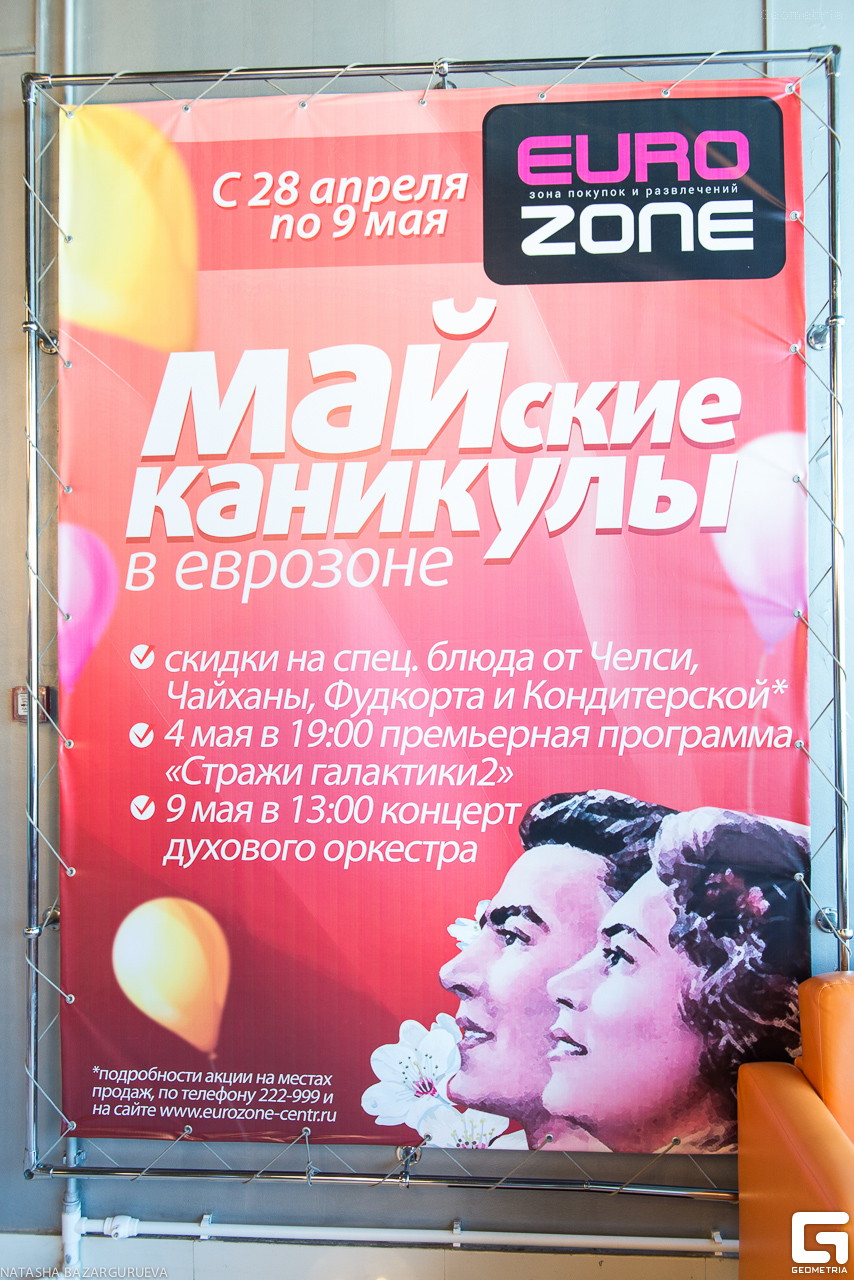 С 28 апреля
по 9 мая
EURO
зона покупок и развлечений
ZONE
майские
каникулы
в еврозоне
скидки на спец. блюда от Челси,
Чайханы, Фудкорта и Кондитерской*
4 мая в 19:00 премьерная программа
«Стражи галактики2»
9 мая в 13:00 концерт
духового оркестра
*подробности акции на местах
продаж, по телефону 222-999 и
на сайте www.eurozone-centr.ru
NATASHA BAZARGURUEVA
GEOMETRIA